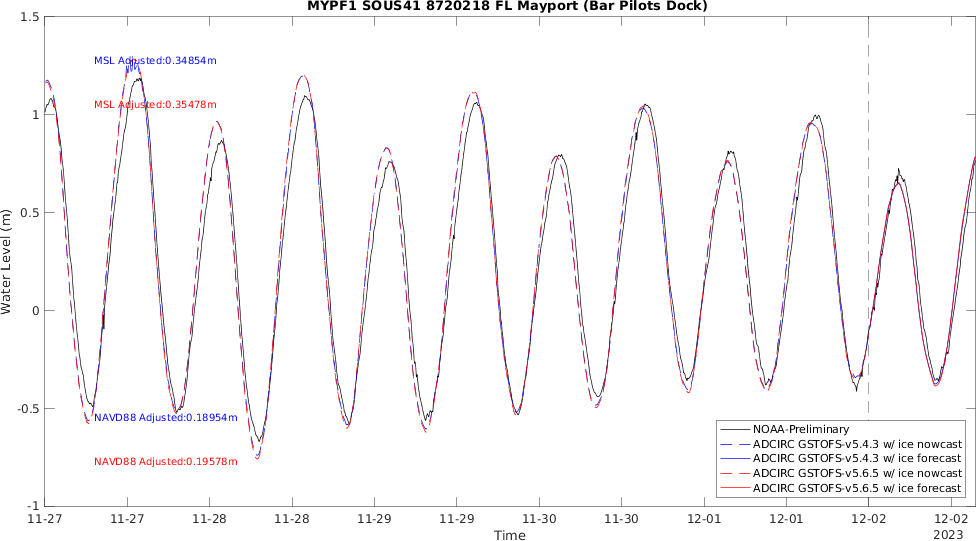 MYPF1 SOUS41 8720218 FL Mayport (Bar Pilots Dock)
1.5
1
0.5
0
-0.5
-1
Water Level (m)
MSL Adjusted:0.34854m
MSL Adjusted:0.35478m
NAVD88 Adjusted:0.18954m
NAVD88 Adjusted:0.19578m
NOAA-Preliminary
ADCIRC GSTOFS-v5.4.3 w/ ice nowcast
ADCIRC GSTOFS-v5.4.3 w/ ice forecast
ADCIRC GSTOFS-v5.6.5 w/ ice nowcast
ADCIRC GSTOFS-v5.6.5 w/ ice forecast
11-27 11-27 11-28 11-28 11-29 11-29 11-30 11-30 12-01 12-01 12-02 12-02
Time
2023